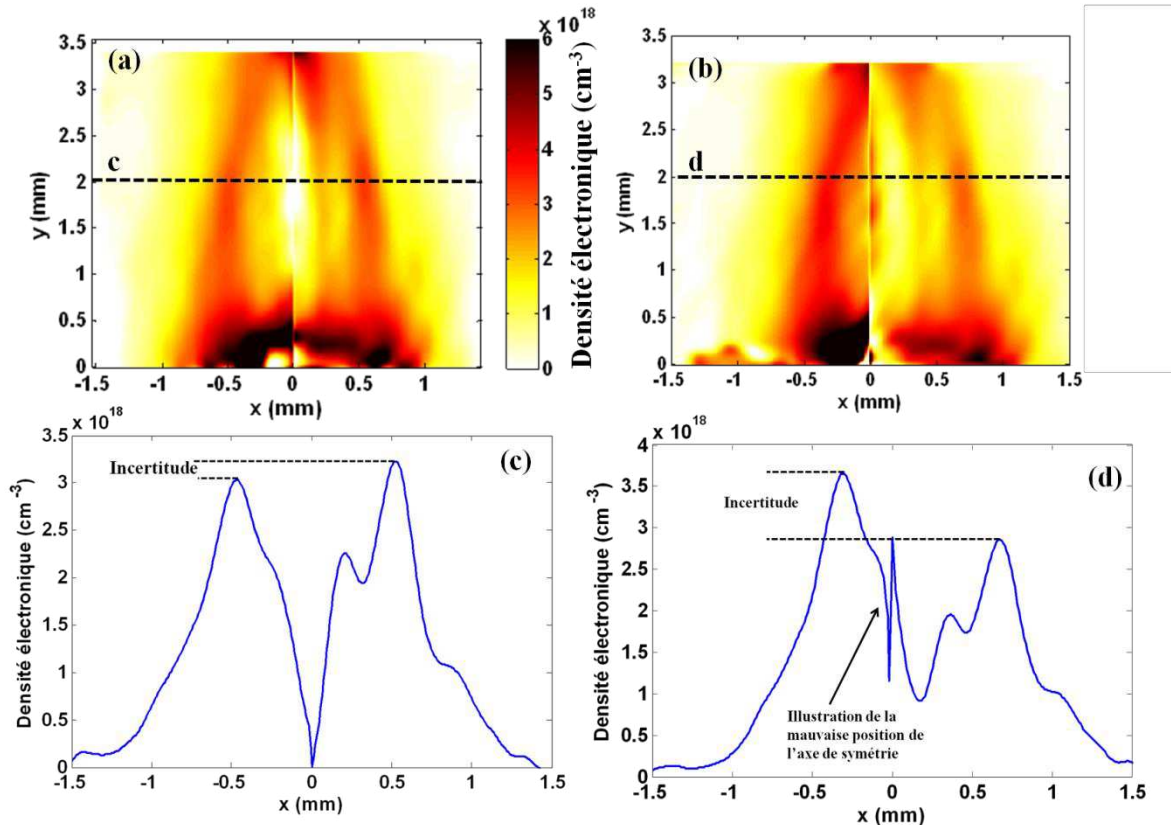 (a)
c
y (mm)
3.5
3
2.5
2
1.5
1
0.5
0
-1.5 -1 -0.5 0 0.5 1
x (mm)
x 10^18
6
5
4
3
2
1
0
Densité électronique (cm^-3)
(b)
d
y (mm)
3.5
3
2.5
2
1.5
1
0.5
0
-1.5 -1 -0.5 0 0.5 1 1.5
x (mm)
x 10^18
(c)
Incertitude
Densité électronique (cm^-3)
3.5
3
2.5
2
1.5
1
0.5
0
-1.5 -1 -0.5 0 0.5 1 1.5
x (mm)
x 10^18
(d)
Incertitude
Illustration de la
mauvaise position de
l'axe de symétrie
Densité électronique (cm^-3)
4
3.5
3
2.5
2
1.5
1
0.5
0
-1.5 -1 -0.5 0 0.5 1 1.5
x (mm)